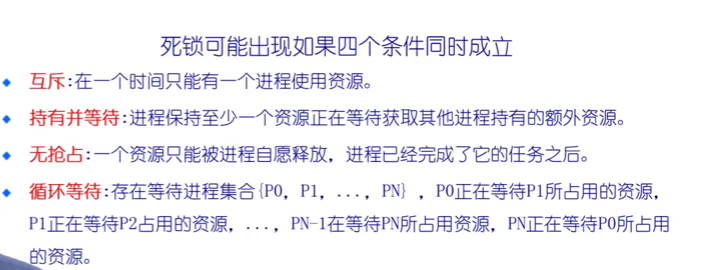 死锁可能出现如果四个条件同时成立
互斥:在一个时间只能有一个进程使用资源。
持有并等待:进程保持至少一个资源正在等待获取其他进程持有的额外资源。
无抢占:一个资源只能被进程自愿释放，进程已经完成了它的任务之后。
循环等待:存在等待进程集合{P0, P1, ..., PN} , P0正在等待P1所占用的资源，
P1正在等待P2占用的资源, ..., PN-1在等待PN所占用资源, PN正在等待P0所占用
的资源。